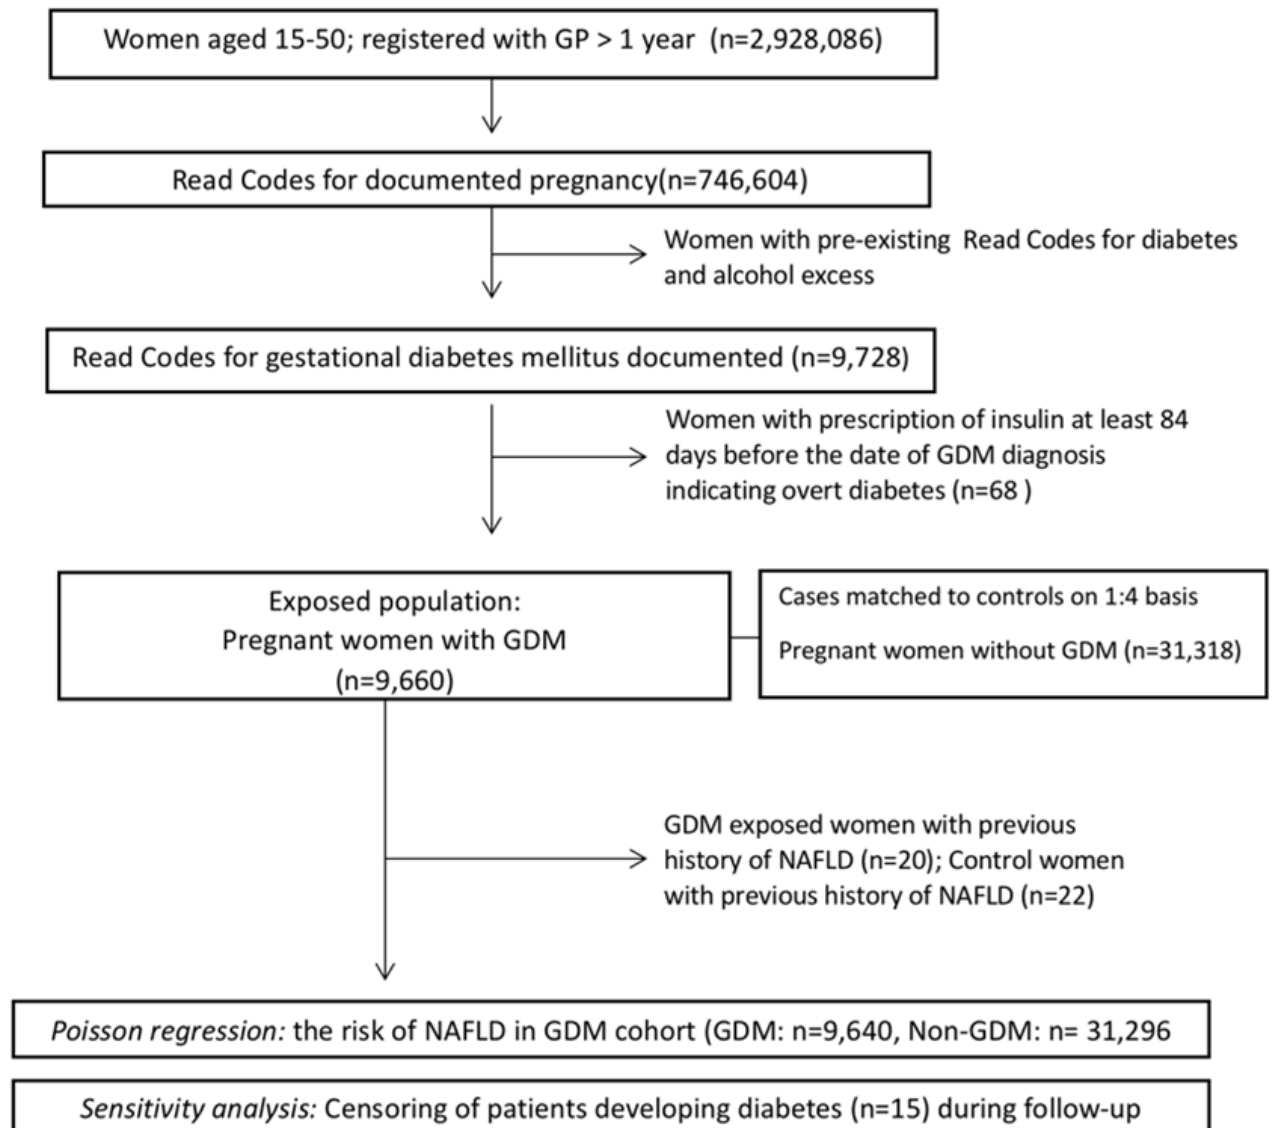 Women aged 15-50; registered with GP > 1 year (n=2,928,086)
Read Codes for documented pregnancy(n=746,604)
Women with pre-existing Read Codes for diabetes
and alcohol excess
Read Codes for gestational diabetes mellitus documented (n=9,728)
Women with prescription of insulin at least 84
days before the date of GDM diagnosis
indicating overt diabetes (n=68 )
Exposed population:
Pregnant women with GDM
(n=9,660)
Cases matched to controls on 1:4 basis
Pregnant women without GDM (n=31,318)
GDM exposed women with previous
history of NAFLD (n=20); Control women
with previous history of NAFLD (n=22)
Poisson regression: the risk of NAFLD in GDM cohort (GDM: n=9,640, Non-GDM: n= 31,296
Sensitivity analysis: Censoring of patients developing diabetes (n=15) during follow-up